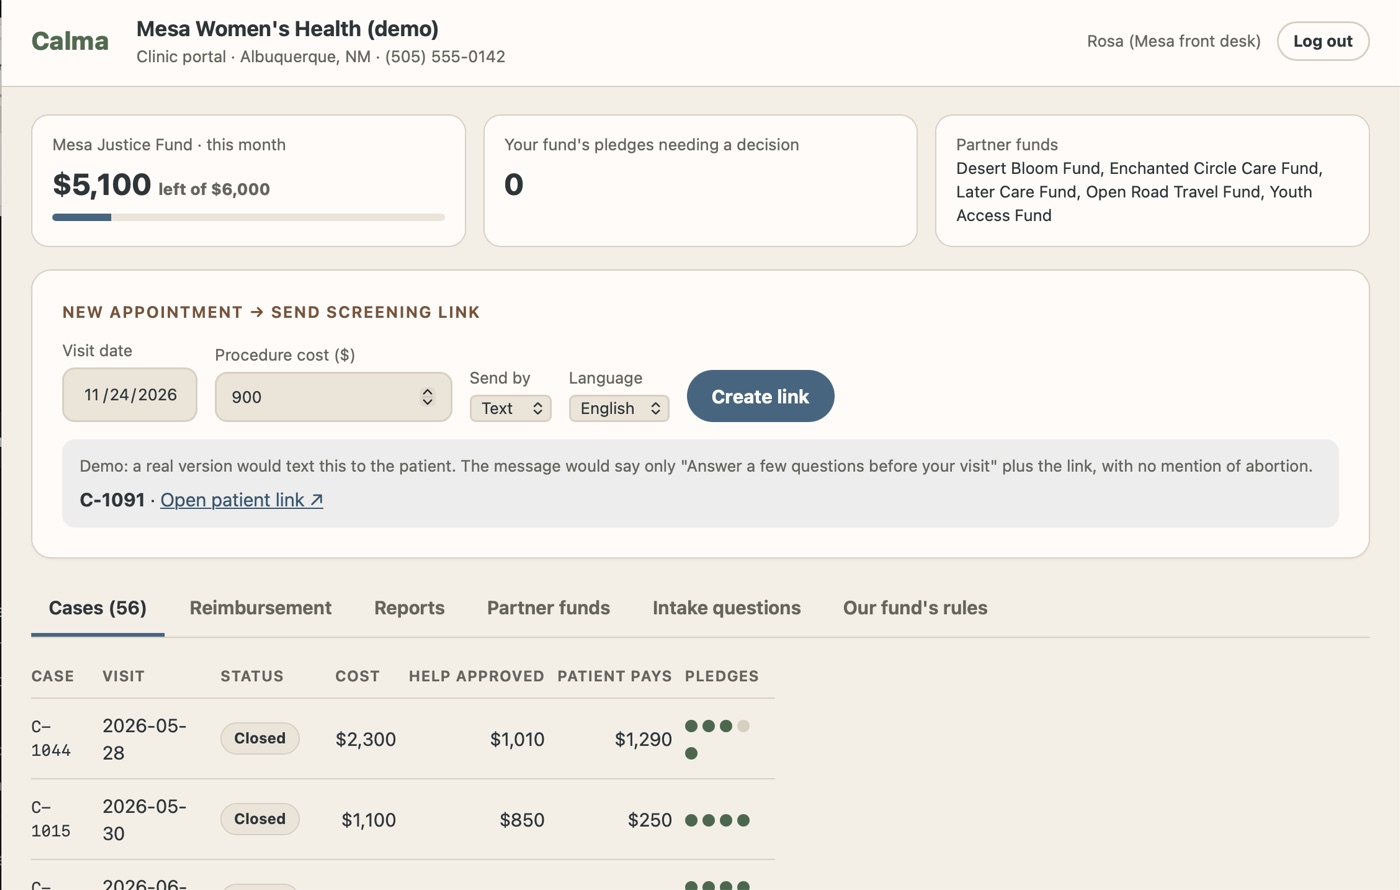 Calma
Mesa Women's Health (demo)
Clinic portal · Albuquerque, NM · (505) 555-0142
Rosa (Mesa front desk)
Log out
Mesa Justice Fund · this month
$5,100 left of $6,000
Your fund's pledges needing a decision
0
Partner funds
Desert Bloom Fund, Enchanted Circle Care Fund,
Later Care Fund, Open Road Travel Fund, Youth
Access Fund
NEW APPOINTMENT → SEND SCREENING LINK
Visit date
Procedure cost ($)
Send by
Language
11/24/2026
900
Text
English
Create link
Demo: a real version would text this to the patient. The message would say only "Answer a few questions before your visit" plus the link, with no mention of abortion.
C-1091 · Open patient link ↗
Cases (56)
Reimbursement
Reports
Partner funds
Intake questions
Our fund's rules
CASE VISIT STATUS COST HELP APPROVED PATIENT PAYS PLEDGES
C-
1044
2026-05-
28
Closed
$2,300
$1,010
$1,290
C-
1015
2026-05-
30
Closed
$1,100
$850
$250
C-
2026-06-